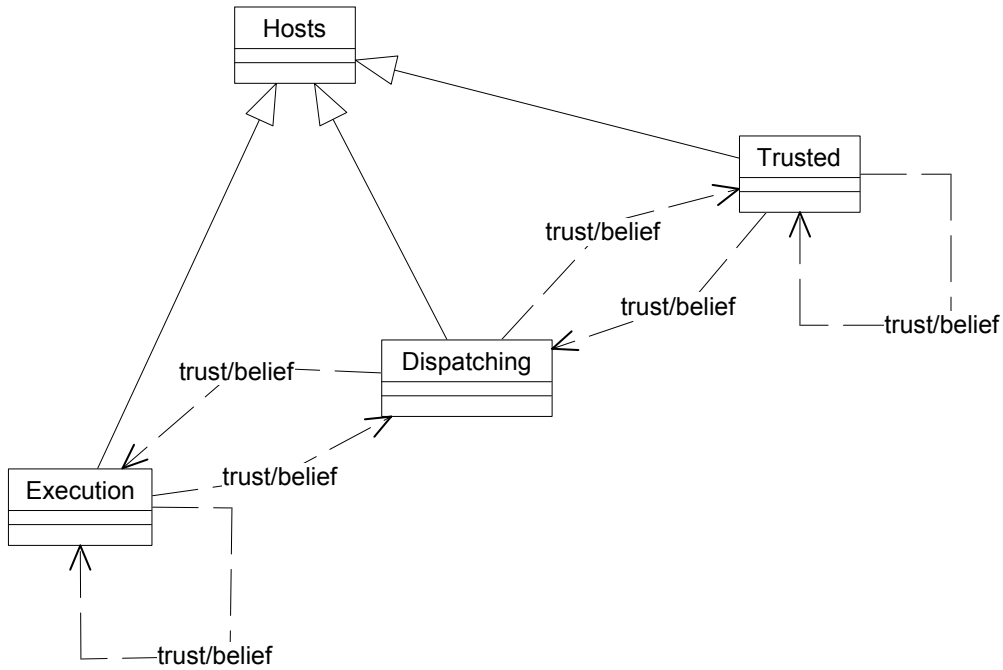 Hosts
Trusted
trust/belief
trust/belief
trust/belief
Dispatching
trust/belief
trust/belief
Execution
trust/belief